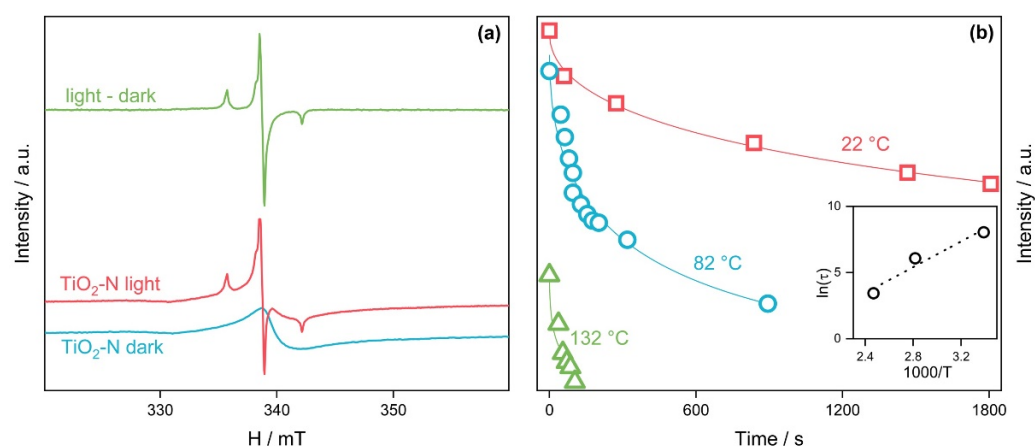 (a)
light - dark
TiO₂-N light
TiO₂-N dark
Intensity / a.u.
330
340
350
H / mT
(b)
22 °C
82 °C
132 °C
Intensity / a.u.
0
600
1200
1800
Time / s
10
5
0
ln(τ)
2.4
2.8
3.2
1000/T